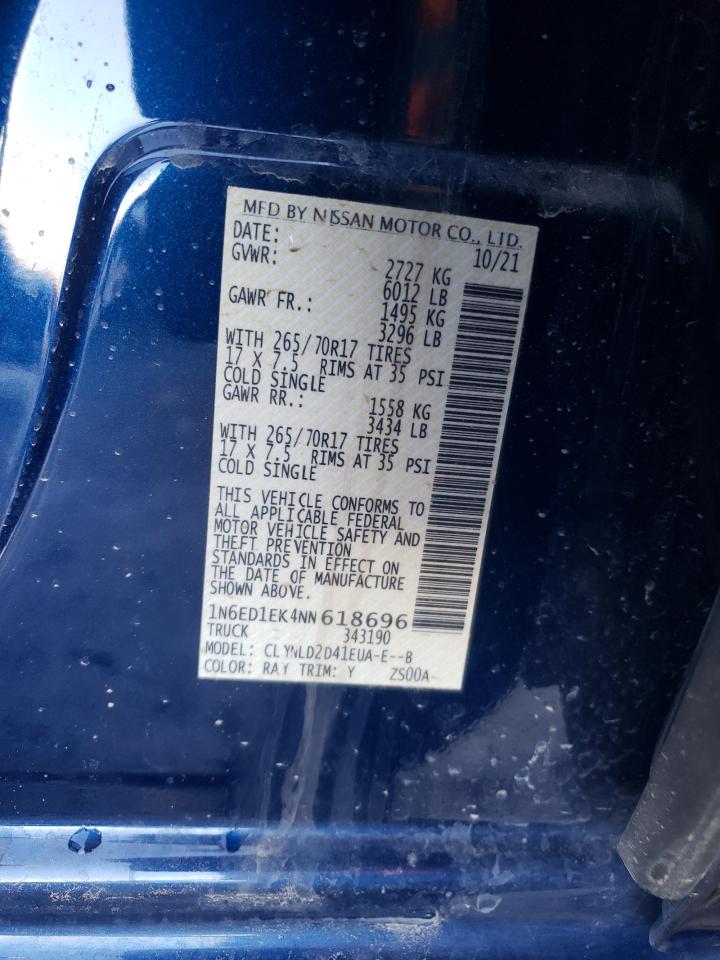 MFD BY NISSAN MOTOR CO., LTD.
DATE: 10/21
GVWR: 2727 KG
6012 LB
GAWR FR.: 1495 KG
3296 LB
WITH 265/70R17 TIRES
17 X 7.5 RIMS AT 35 PSI
COLD SINGLE
GAWR RR.: 1558 KG
3434 LB
WITH 265/70R17 TIRES
17 X 7.5 RIMS AT 35 PSI
COLD SINGLE
THIS VEHICLE CONFORMS TO
ALL APPLICABLE FEDERAL
MOTOR VEHICLE SAFETY AND
THEFT PREVENTION
STANDARDS IN EFFECT ON
THE DATE OF MANUFACTURE
SHOWN ABOVE.
1N6ED1EK4NN618696
TRUCK 343190
MODEL: CLYNLD2D41EUA-E--B
COLOR: RAY TRIM: Y ZS00A